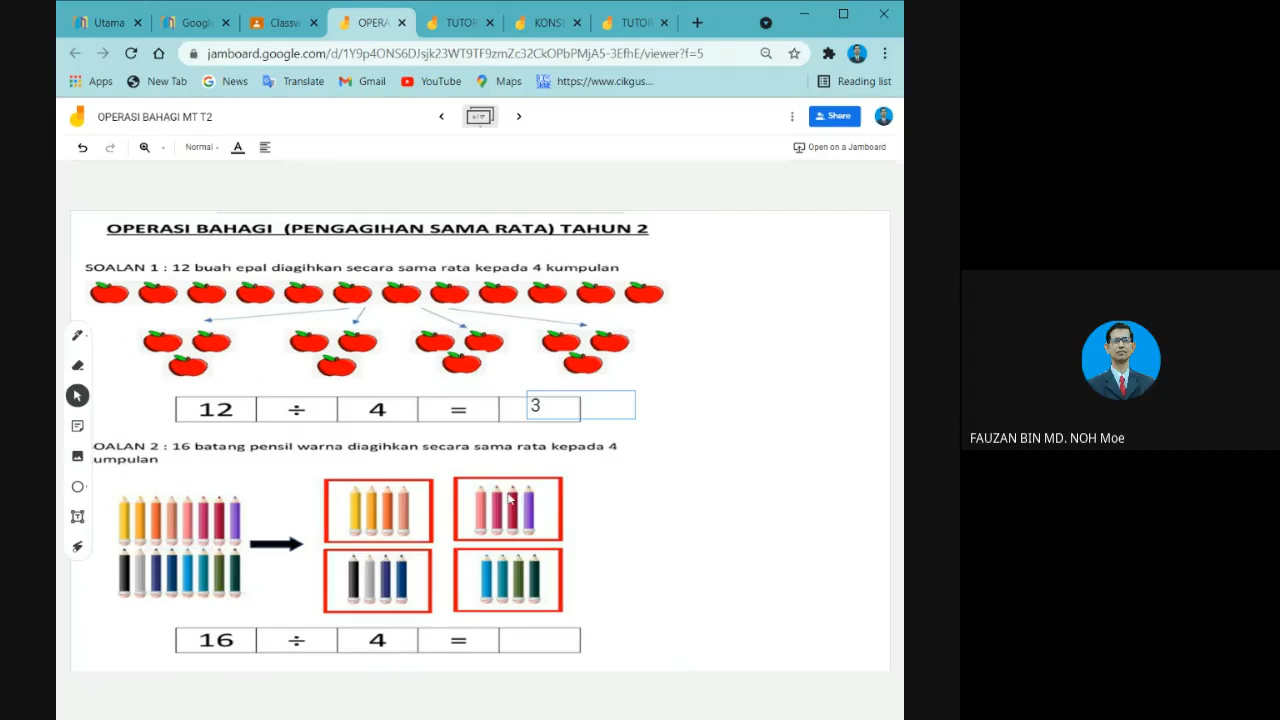 Utama
Googl
Classw
OPERA
TUTOR
KONSE
TUTOR
jamboard.google.com/d/1Y9p4ONS6DJsjk23WT9TF9zmZc32CkOPbPMjA5-3EfhE/viewer?f=5
Apps
New Tab
News
Translate
Gmail
YouTube
Maps
https://www.cikgus...
Reading list
OPERASI BAHAGI MT T2
Share
Normal
A
Open on a Jamboard
OPERASI BAHAGI (PENGAGIHAN SAMA RATA) TAHUN 2
SOALAN 1 : 12 buah epal diagihkan secara sama rata kepada 4 kumpulan
12 ÷ 4 = 3
OALAN 2 : 16 batang pensil warna diagihkan secara sama rata kepada 4
umpulan
16 ÷ 4 =
FAUZAN BIN MD. NOH Moe